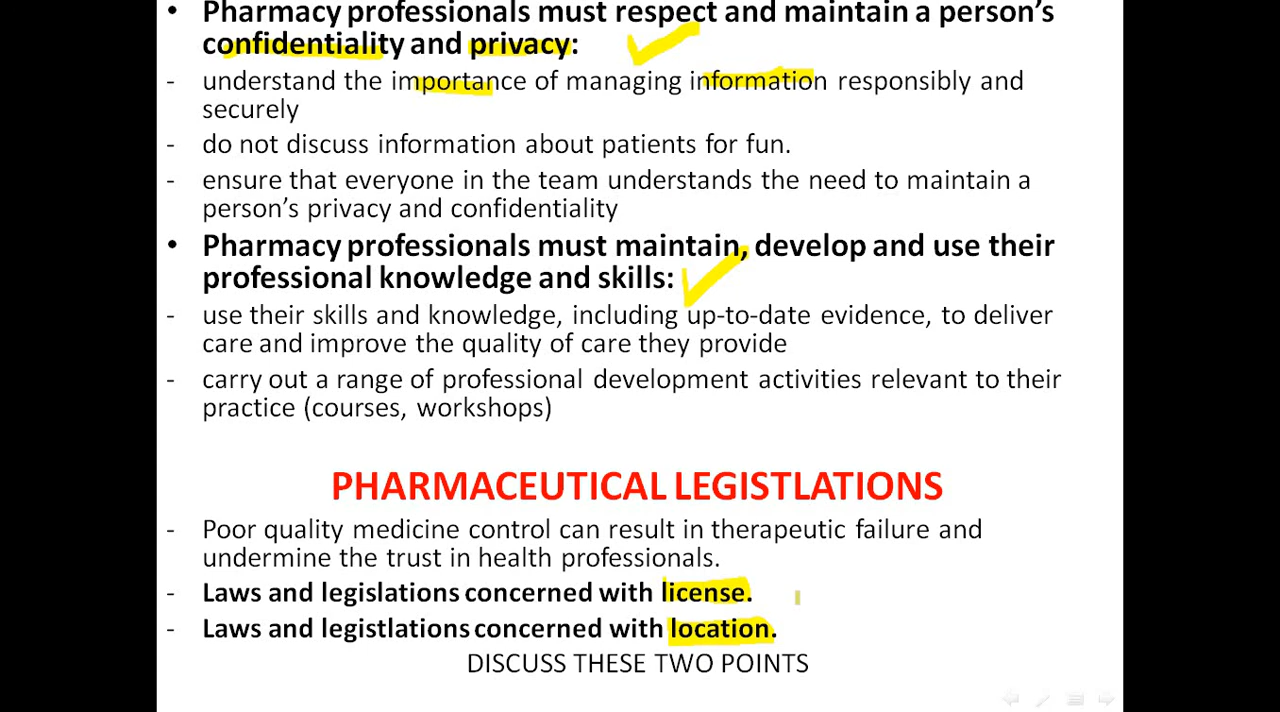 • Pharmacy professionals must respect and maintain a person's
confidentiality and privacy:
- understand the importance of managing information responsibly and
securely
- do not discuss information about patients for fun.
- ensure that everyone in the team understands the need to maintain a
person's privacy and confidentiality
• Pharmacy professionals must maintain, develop and use their
professional knowledge and skills:
- use their skills and knowledge, including up-to-date evidence, to deliver
care and improve the quality of care they provide
- carry out a range of professional development activities relevant to their
practice (courses, workshops)
PHARMACEUTICAL LEGISTLATIONS
- Poor quality medicine control can result in therapeutic failure and
undermine the trust in health professionals.
- Laws and legislations concerned with license.
- Laws and legistlations concerned with location.
DISCUSS THESE TWO POINTS